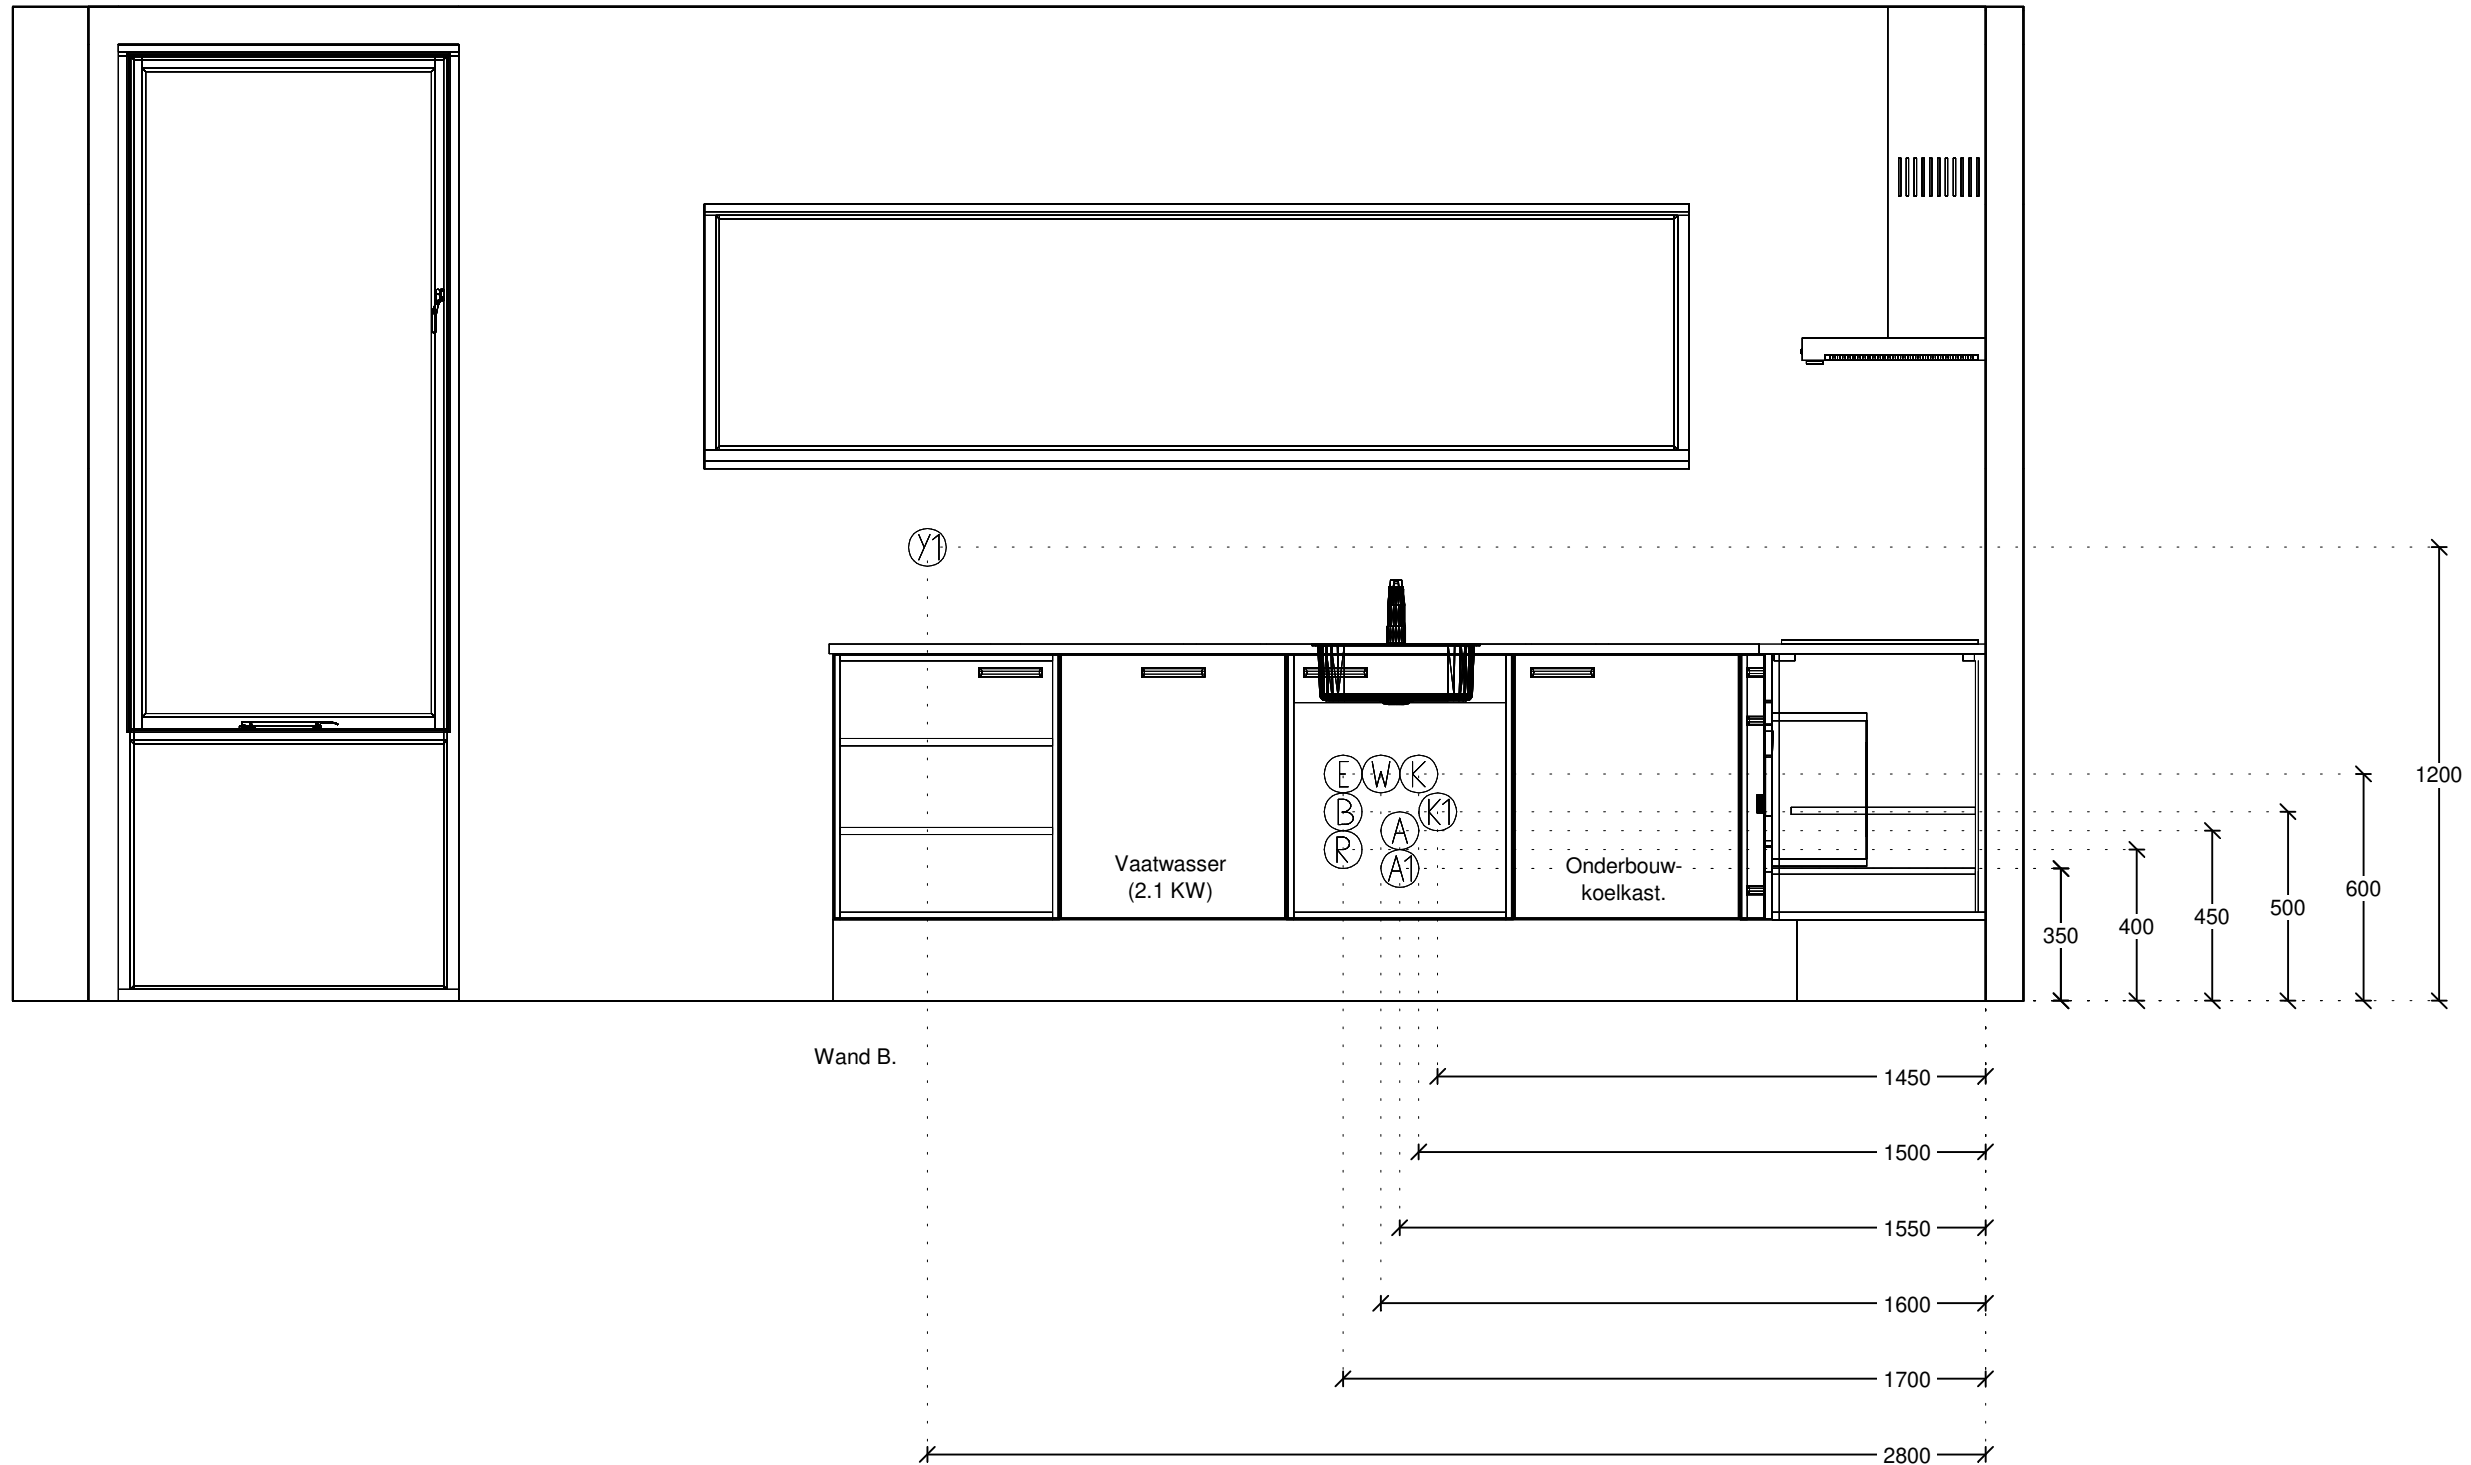 Y1
E W K
B
K1
A
R
A1
Vaatwasser
(2.1 KW)
Onderbouw-
koelkast.
1200
600
500
450
400
350
Wand B.
1450
1500
1550
1600
1700
2800